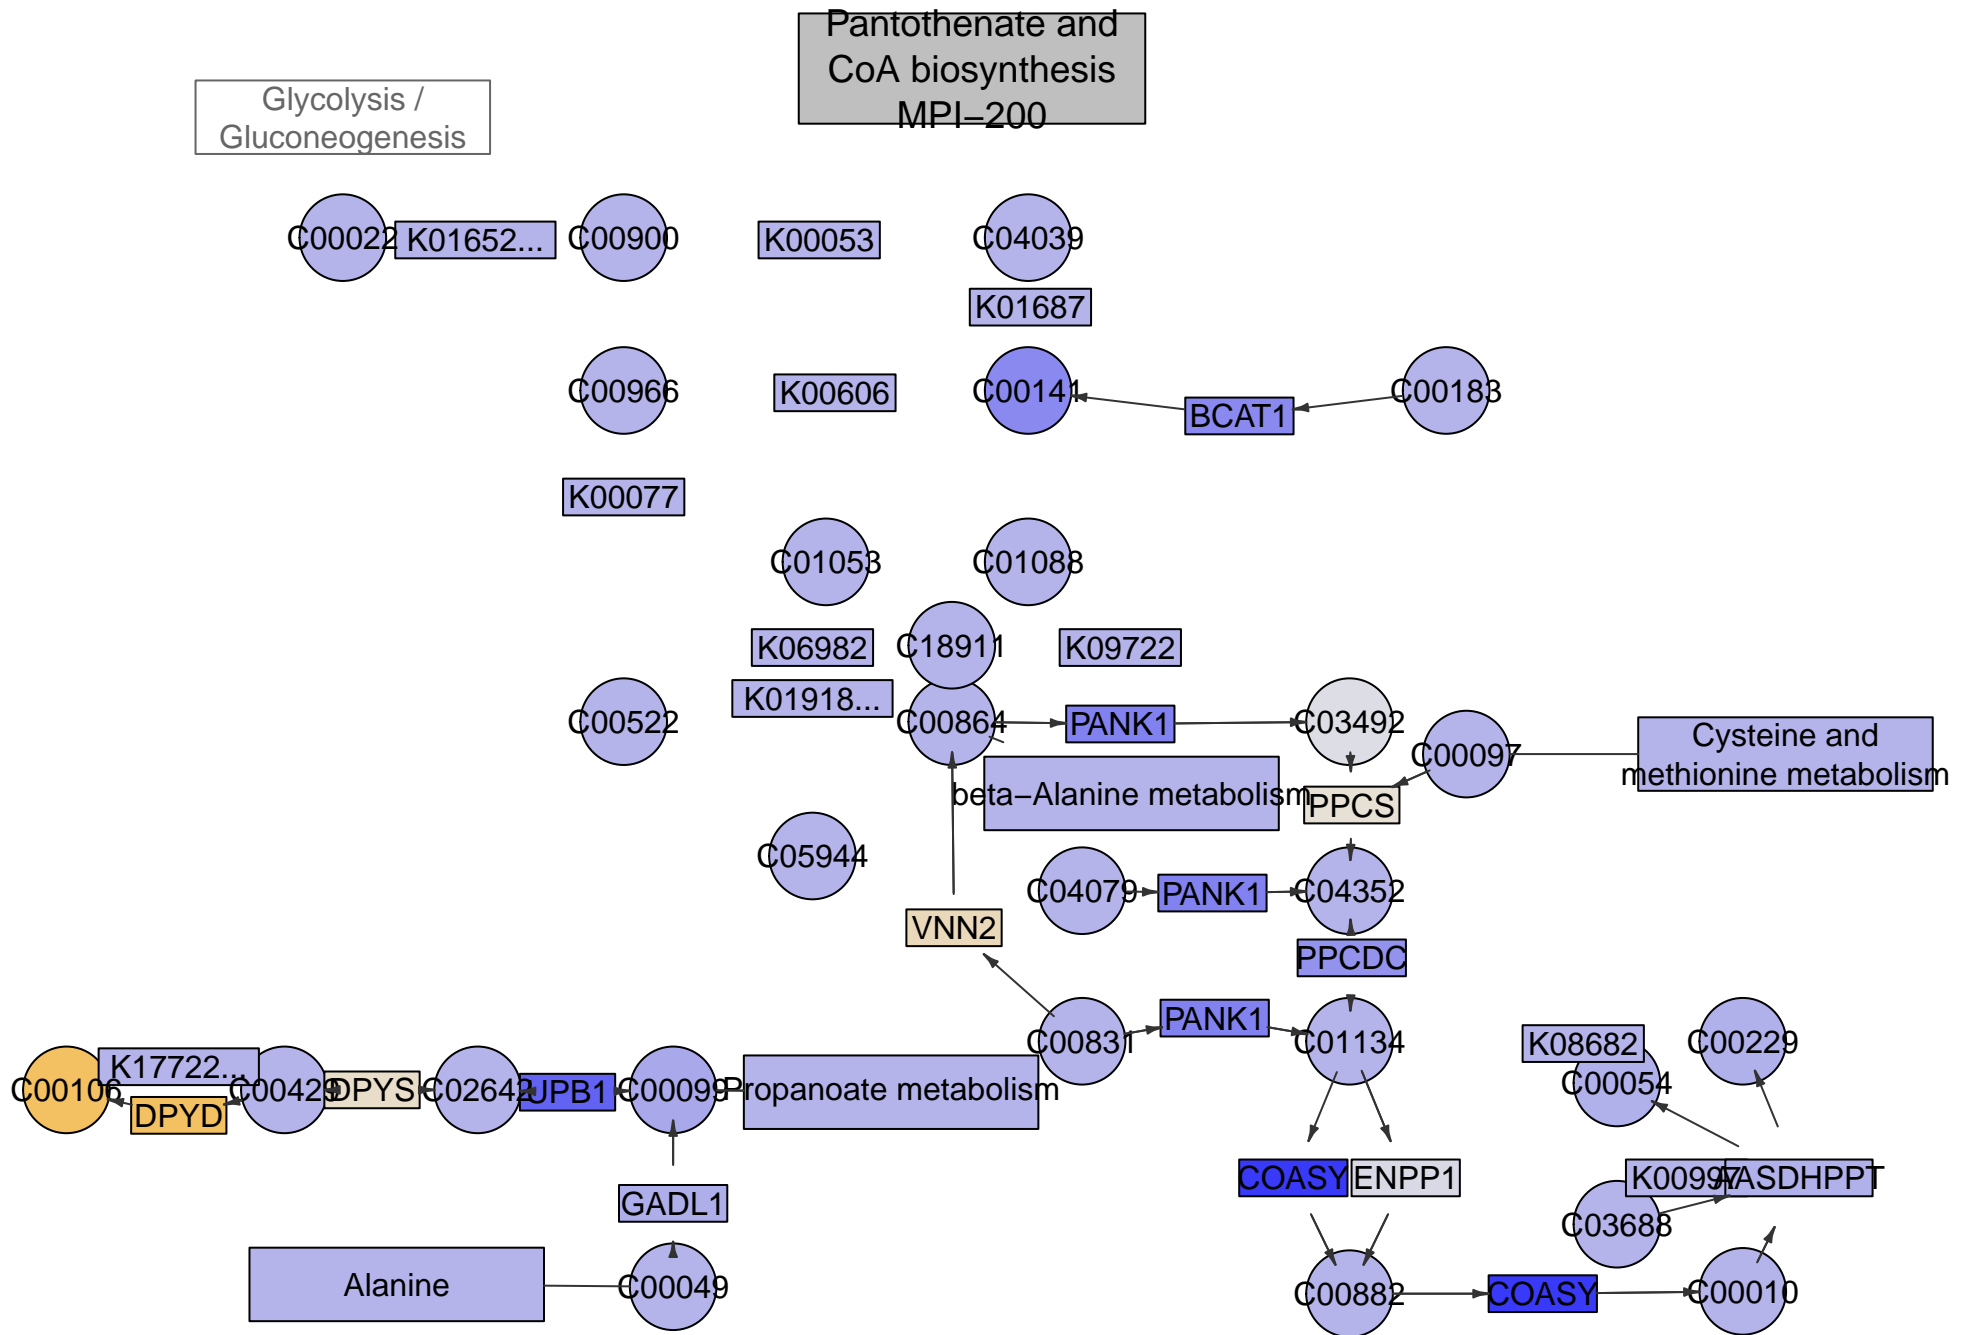 Pantothenate and
CoA biosynthesis
MPI−200
Glycolysis /
Gluconeogenesis
C00022
K01652...
C00900
K00053
C04039
K01687
C00966
K00606
C00141
BCAT1
C00183
K00077
C01053
C01088
K06982
C18911
K09722
K01918...
C00522
C00864
PANK1
C03492
C00097
Cysteine and
methionine metabolism
beta−Alanine metabolism
PPCS
C05944
C04079
PANK1
C04352
VNN2
PPCDC
C00831
PANK1
C01134
K08682
C00229
C00054
C00106
K17722...
DPYD
C00429
DPYS
C02642
UPB1
C00099
Propanoate metabolism
COASY
ENPP1
K00997
AASDHPPT
GADL1
C03688
Alanine
C00049
C00882
COASY
C00010